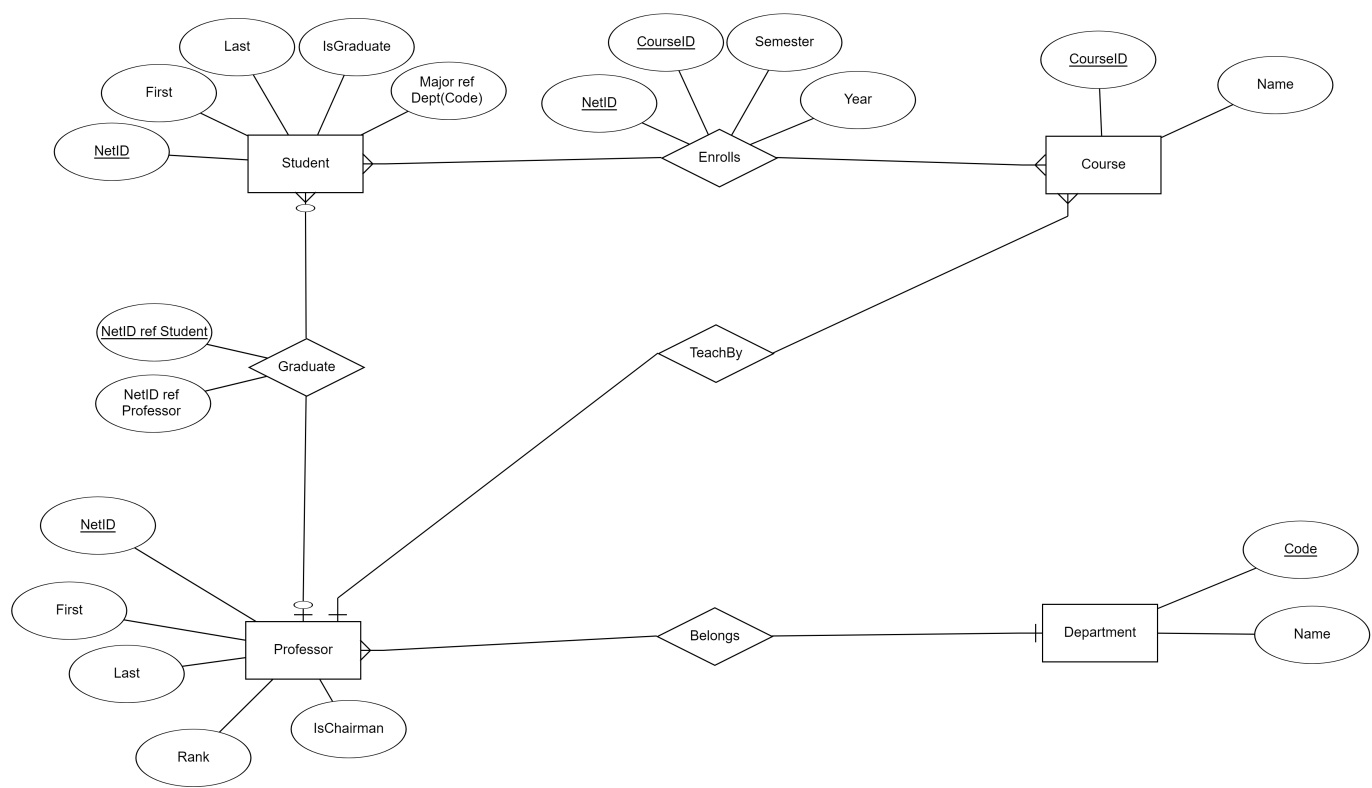 Last
IsGraduate
First
Major ref
Dept(Code)
NetID
Student
CourseID
Semester
NetID
Year
Enrolls
CourseID
Name
Course
NetID ref Student
Graduate
NetID ref
Professor
TeachBy
NetID
First
Last
Professor
IsChairman
Rank
Belongs
Code
Department
Name